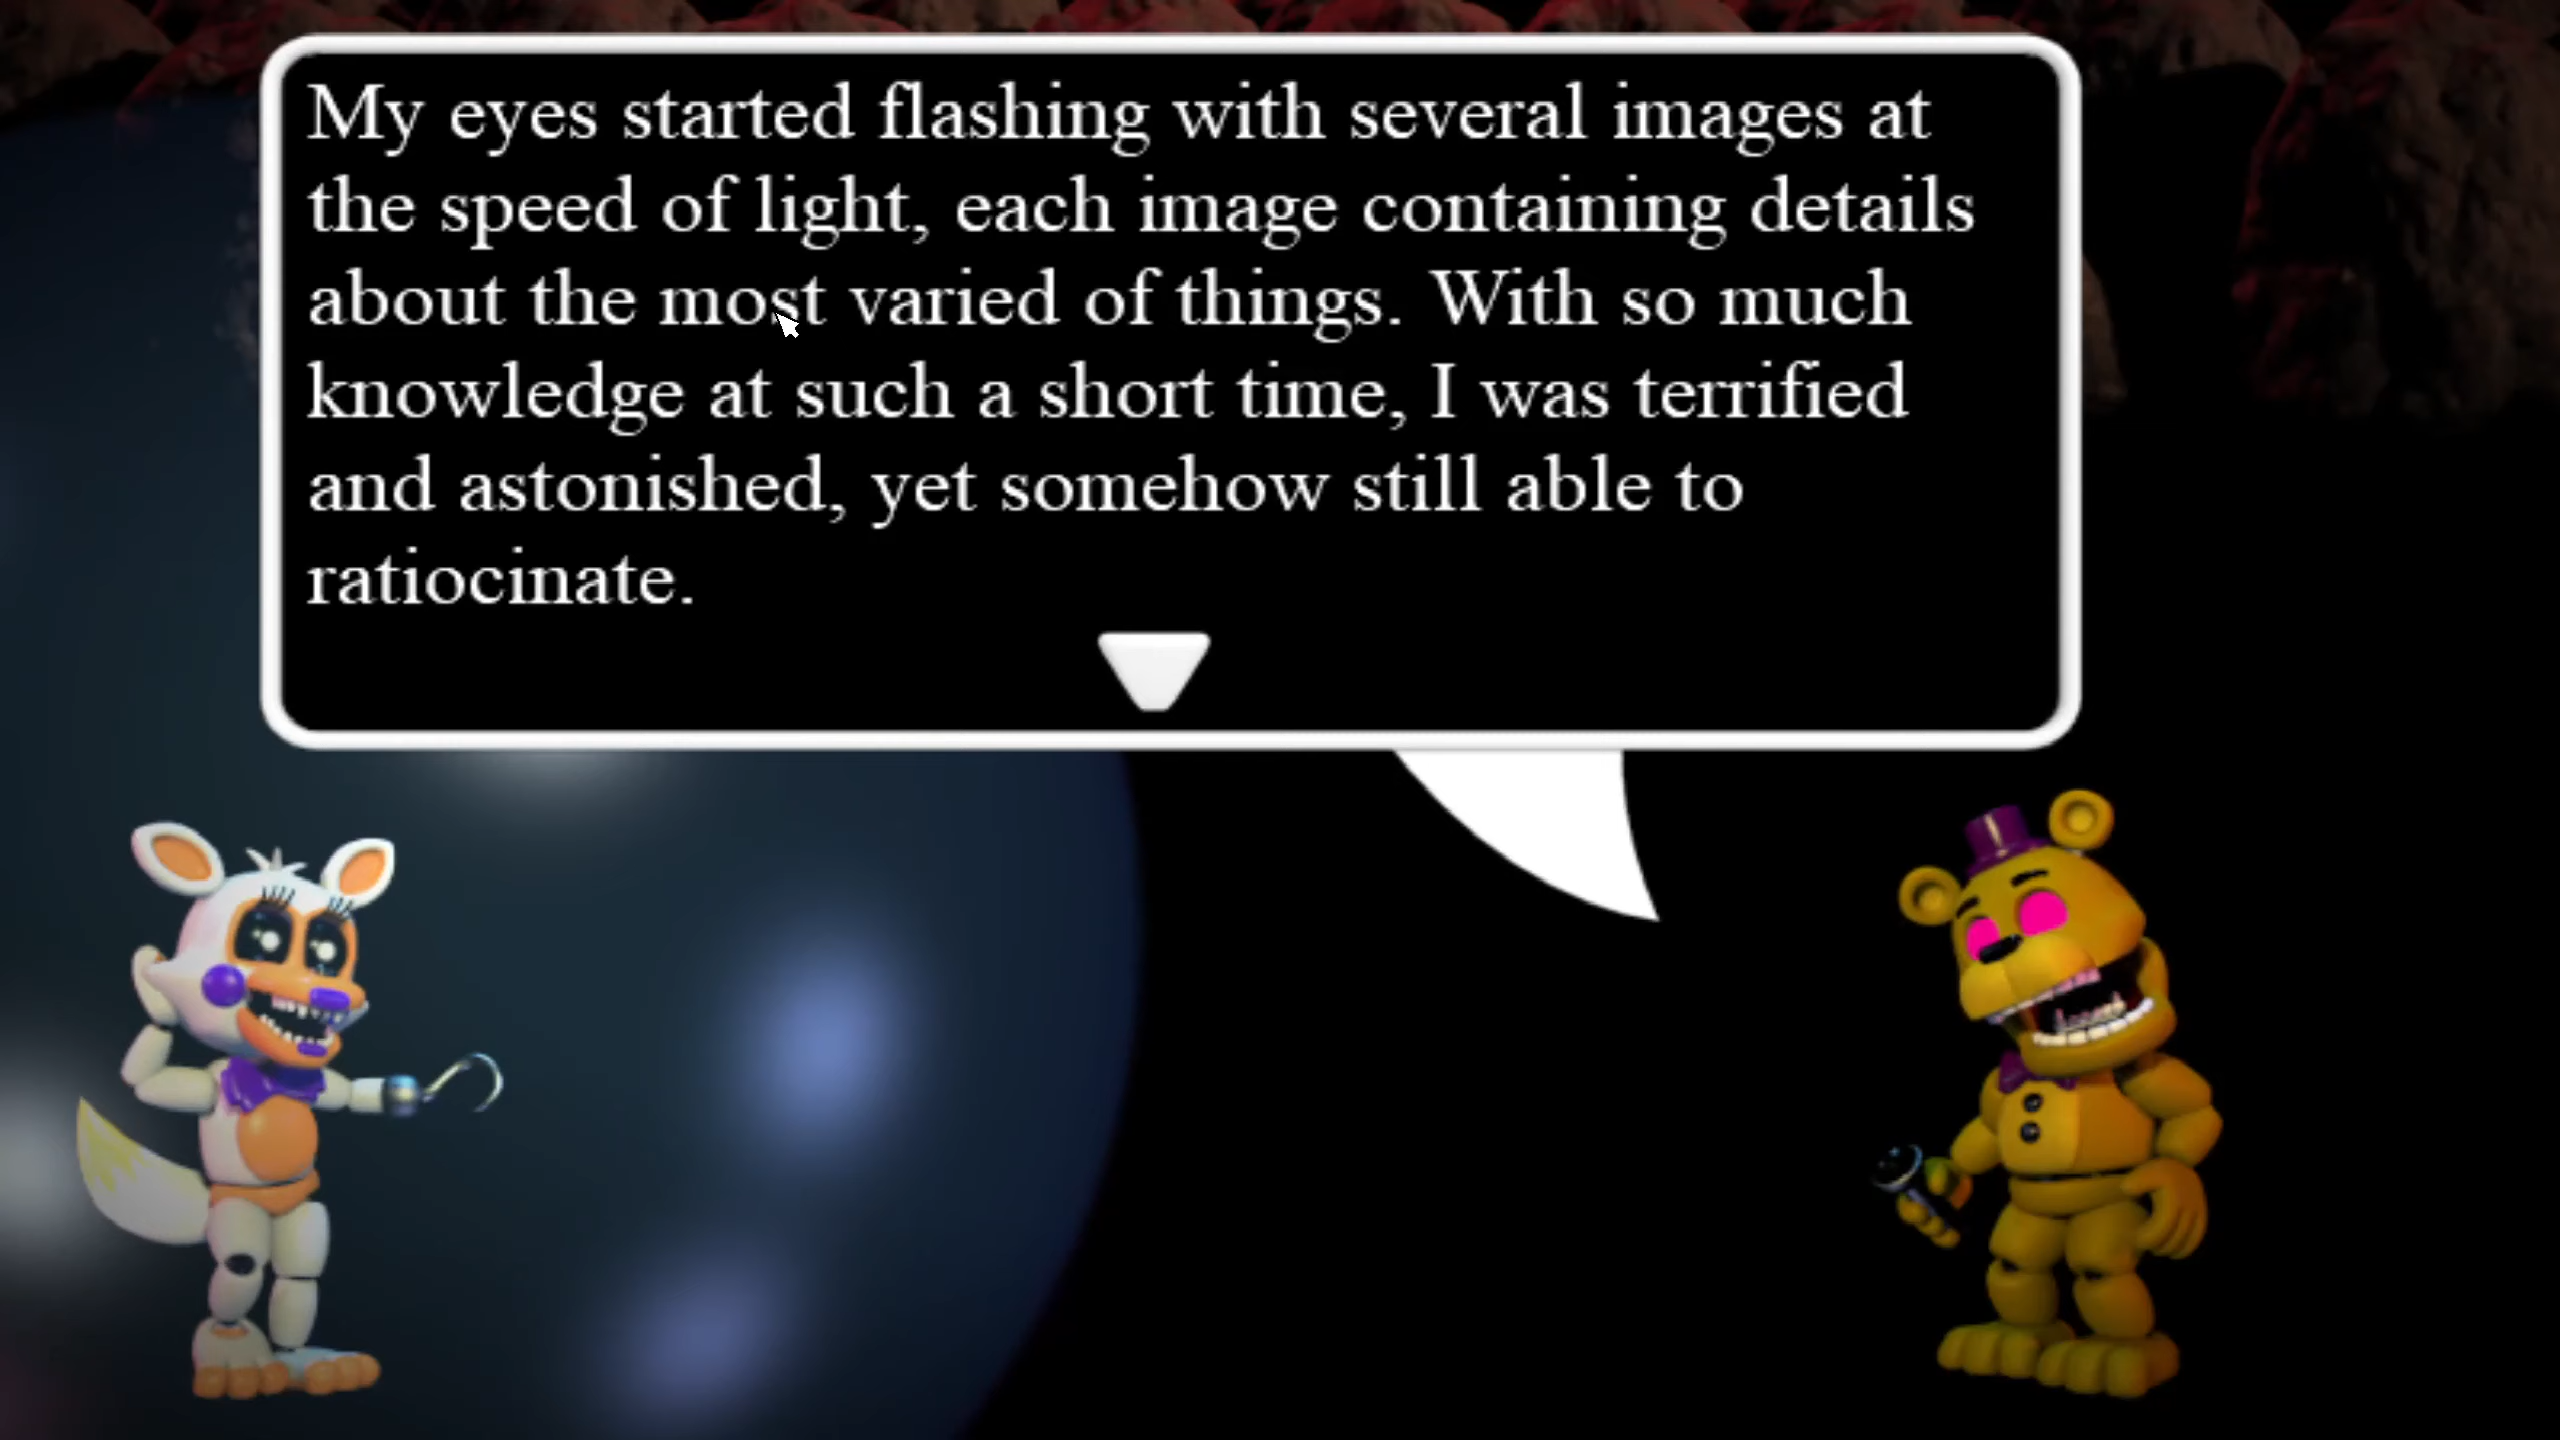 My eyes started flashing with several images at
the speed of light, each image containing details
about the most varied of things. With so much
knowledge at such a short time, I was terrified
and astonished, yet somehow still able to
ratiocinate.